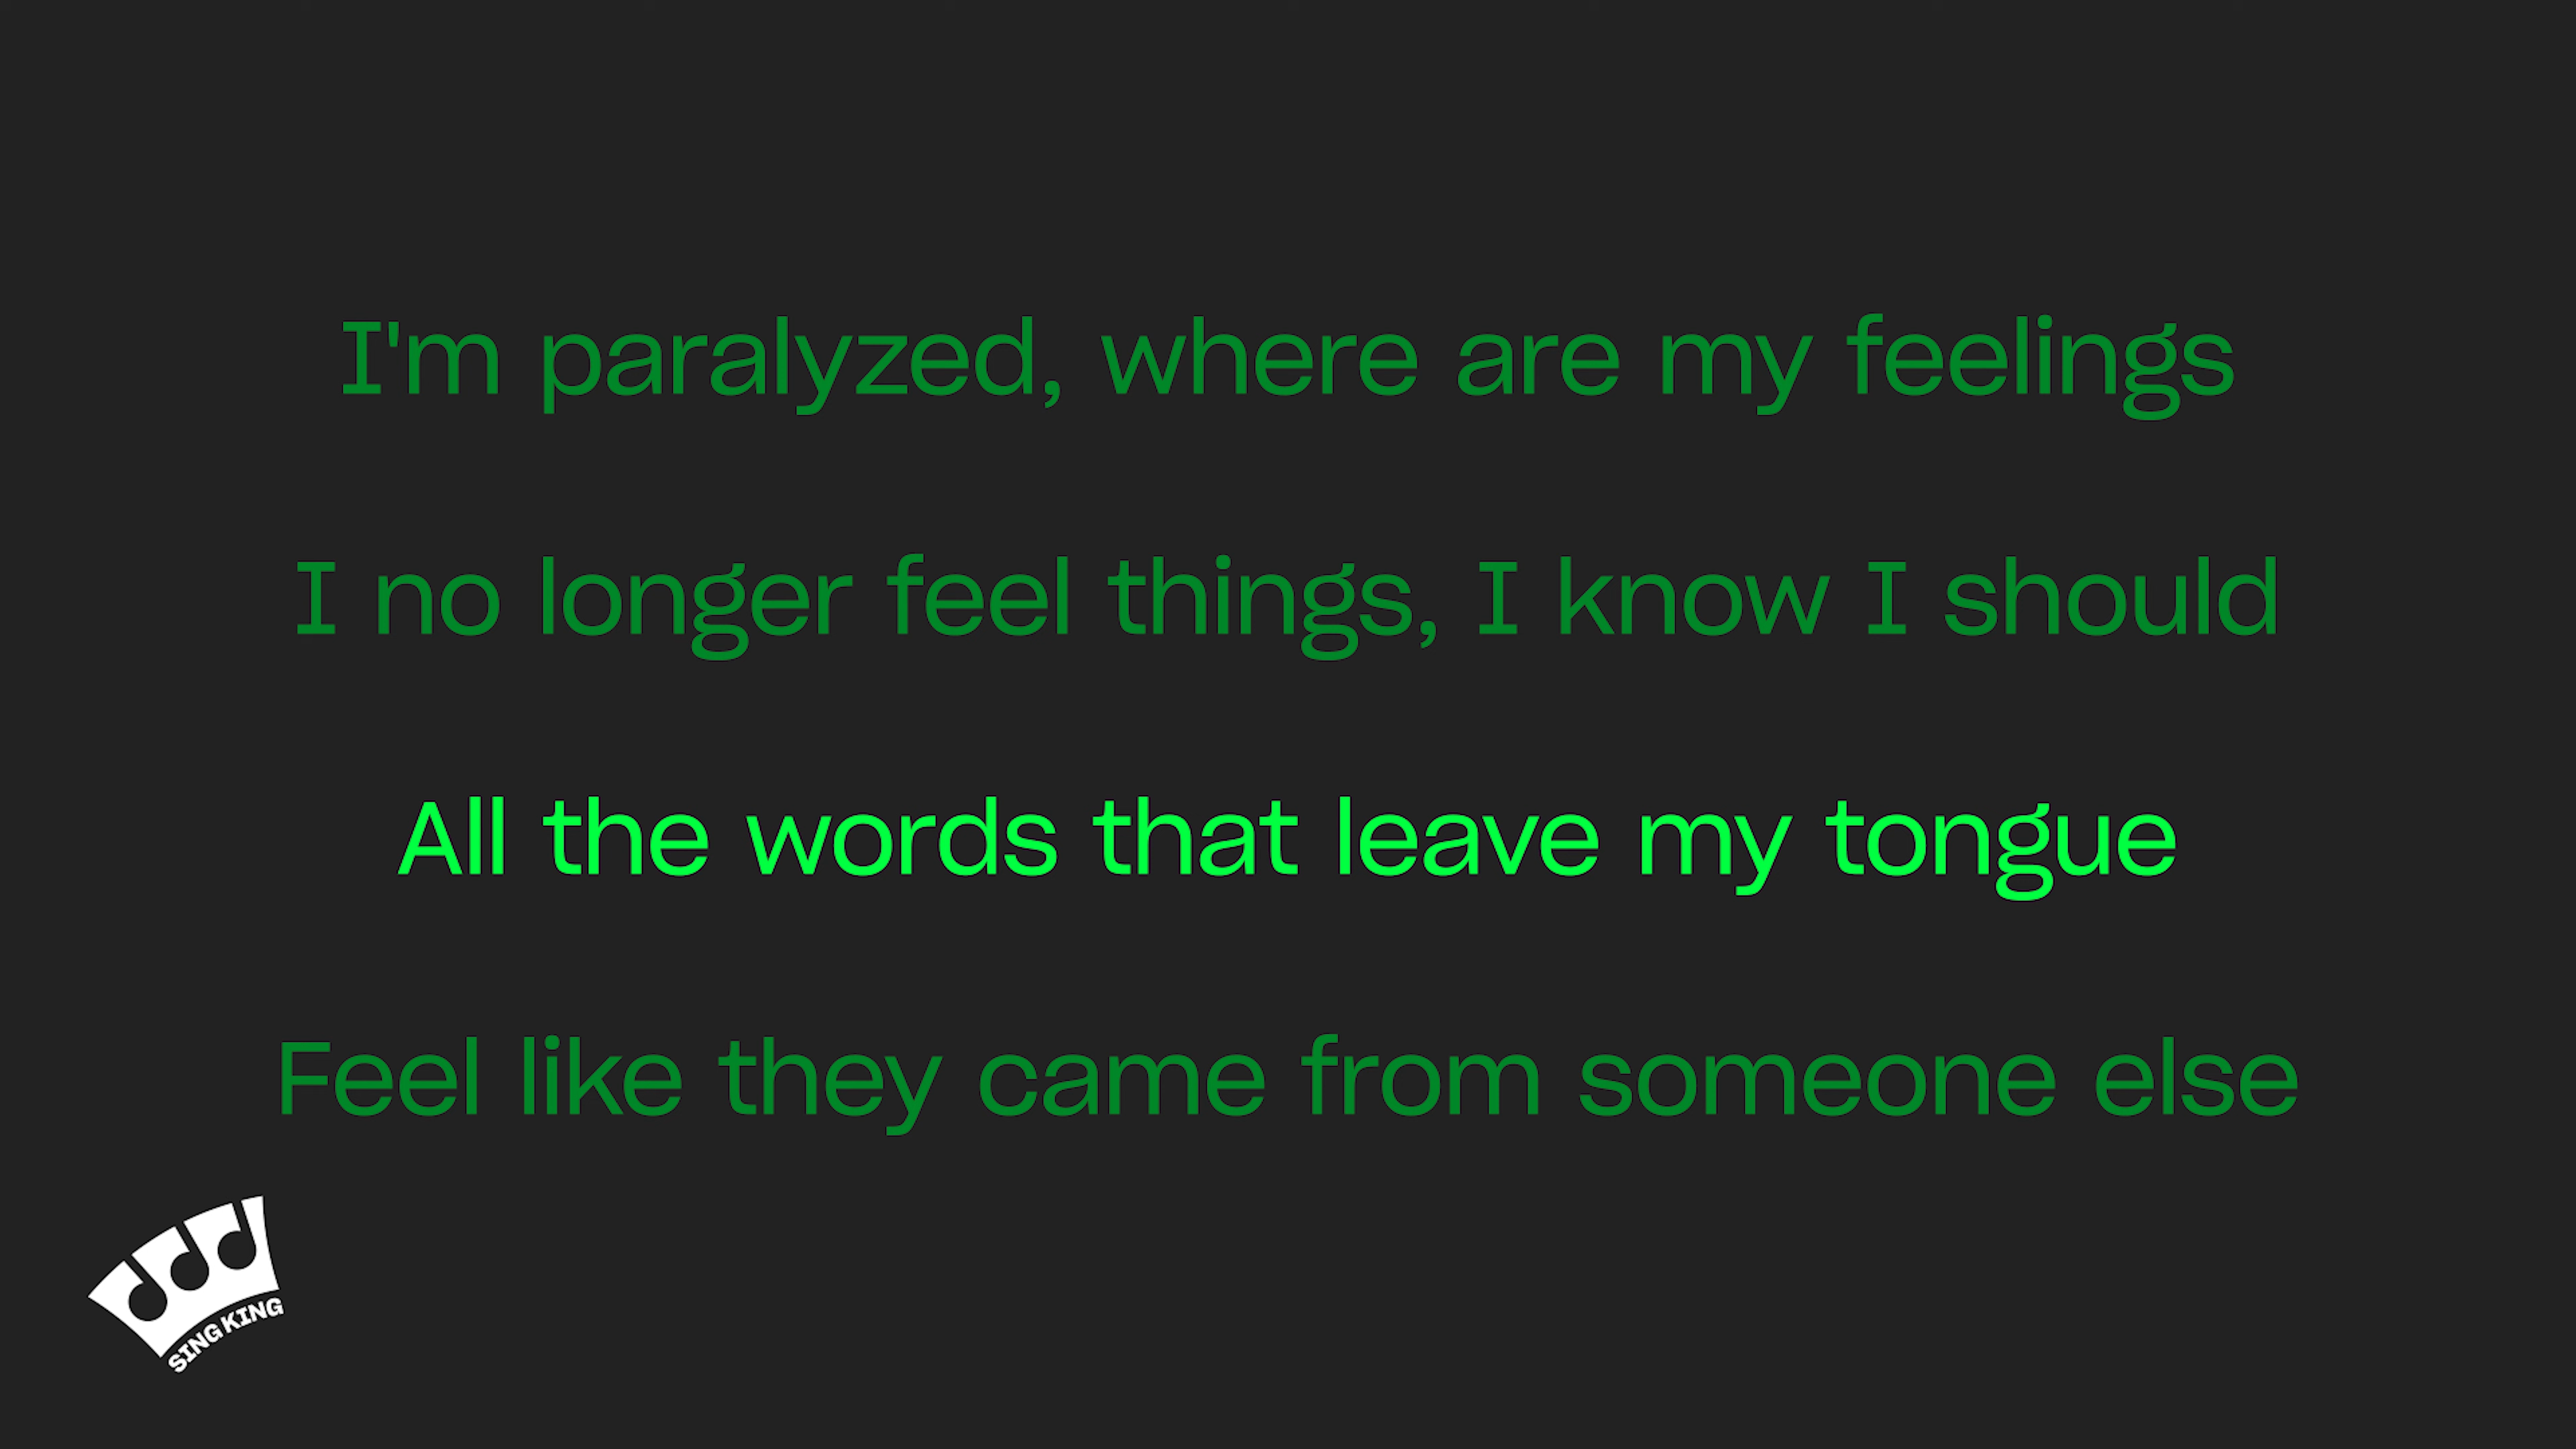 I'm paralyzed, where are my feelings
I no longer feel things, I know I should
All the words that leave my tongue
Feel like they came from someone else
SING KING